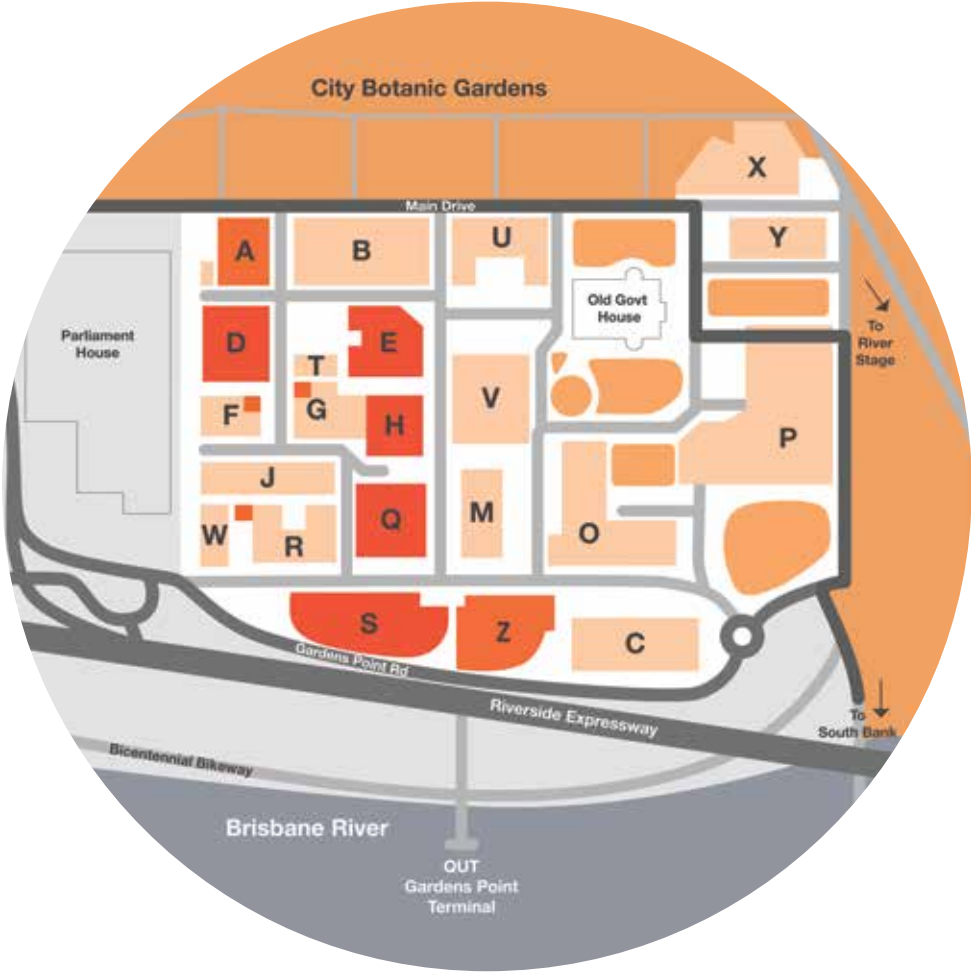 City Botanic Gardens
X
Main Drive
A
B
U
Y
Old Govt
House
To
River
Stage
Parliament
House
D
E
T
G
F
H
V
P
J
Q
M
W
R
O
S
Z
C
Gardens Point Rd
Riverside Expressway
To
South Bank
Bicentennial Bikeway
Brisbane River
QUT
Gardens Point
Terminal